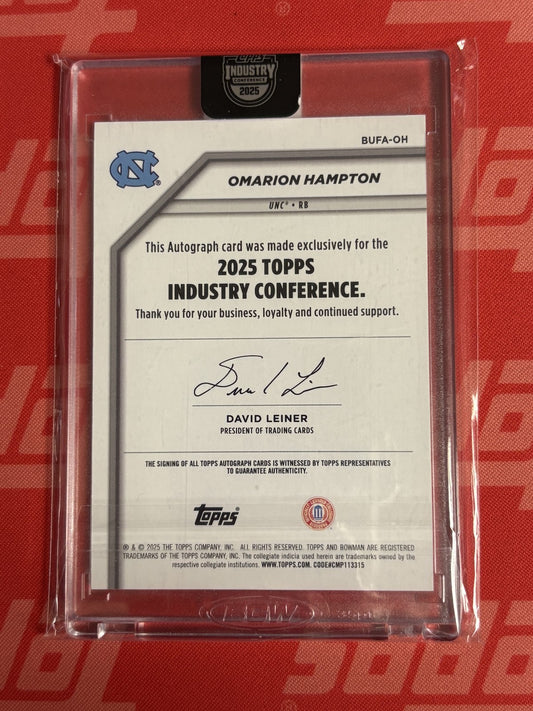 TOPPS
INDUSTRY
CONFERENCE
2025
BUFA-OH
NC ®
OMARION HAMPTON
UNC® • RB
This Autograph card was made exclusively for the
2025 TOPPS
INDUSTRY CONFERENCE.
Thank you for your business, loyalty and continued support.
DAVID LEINER
PRESIDENT OF TRADING CARDS
THE SIGNING OF ALL TOPPS AUTOGRAPH CARDS IS WITNESSED BY TOPPS REPRESENTATIVES
TO GUARANTEE AUTHENTICITY.
topps®
® & © 2025 THE TOPPS COMPANY, INC. ALL RIGHTS RESERVED. TOPPS AND BOWMAN ARE REGISTERED
TRADEMARKS OF THE TOPPS COMPANY, INC. The collegiate indicia used herein are trademarks owned by the
respective collegiate institutions. WWW.TOPPS.COM. CODE#CMP113315